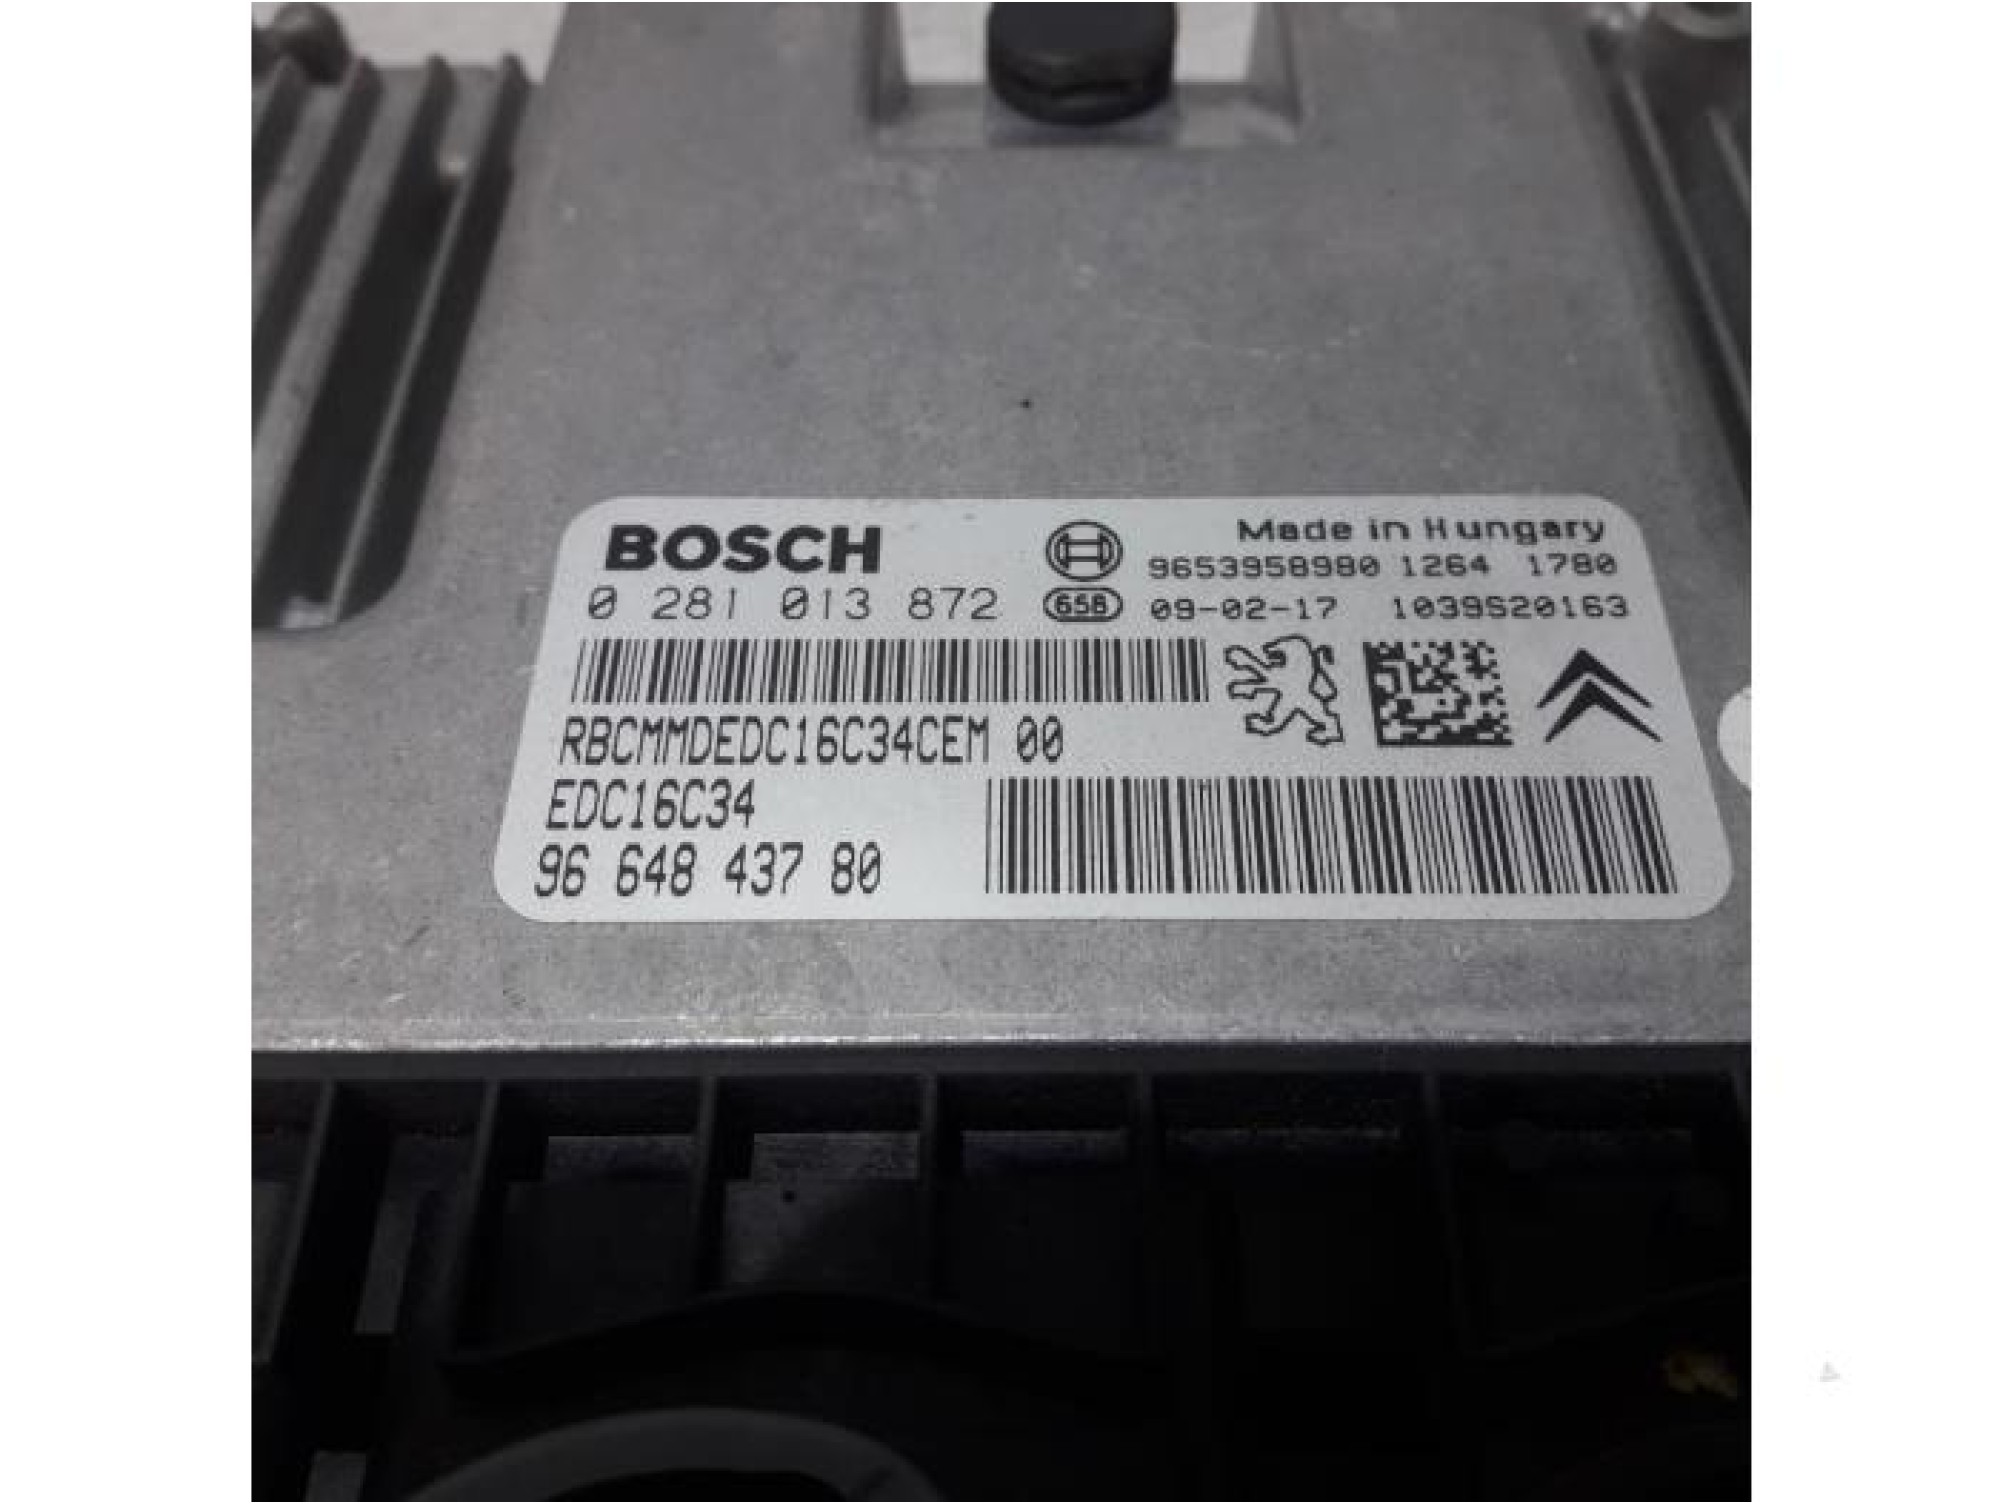 BOSCH
Made in Hungary
9653958980 1264 1780
0 281 013 872
658
09-02-17 1039S20163
RBCMMDEDC16C34CEM 00
EDC16C34
96 648 437 80